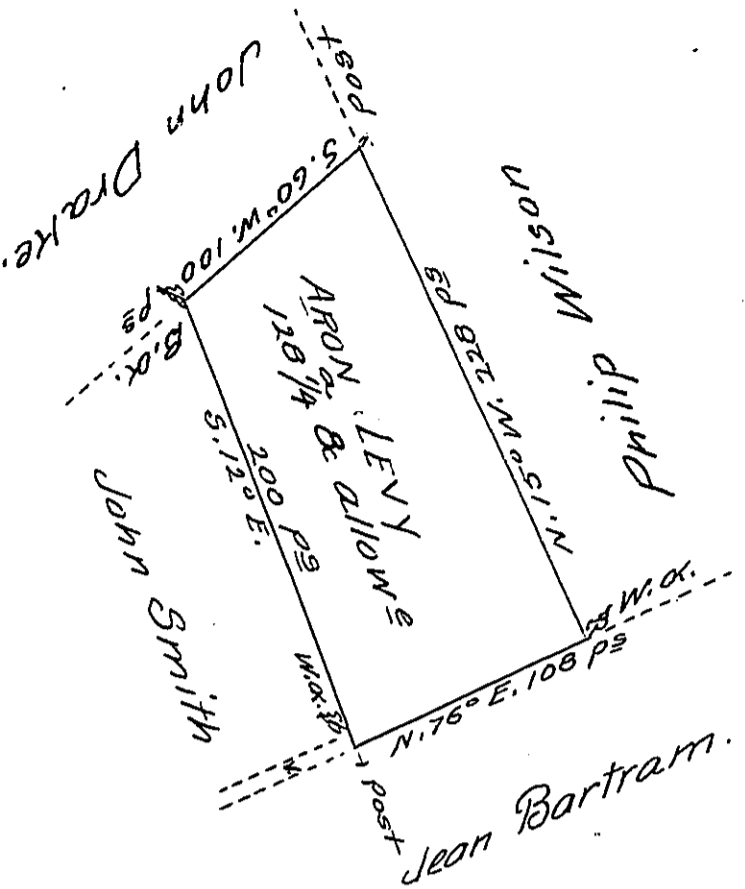 John Drake.
Post
S. 60° W. 100
ps
B.O.
Philip Wilson
N. 15° W. 228 ps
ARON LEVY
128 1/4 a & allowe
200 ps
S. 12° E.
John Smith
W.O.
W.O.
N. 76° E. 108 ps
Post
Jean Bartram.